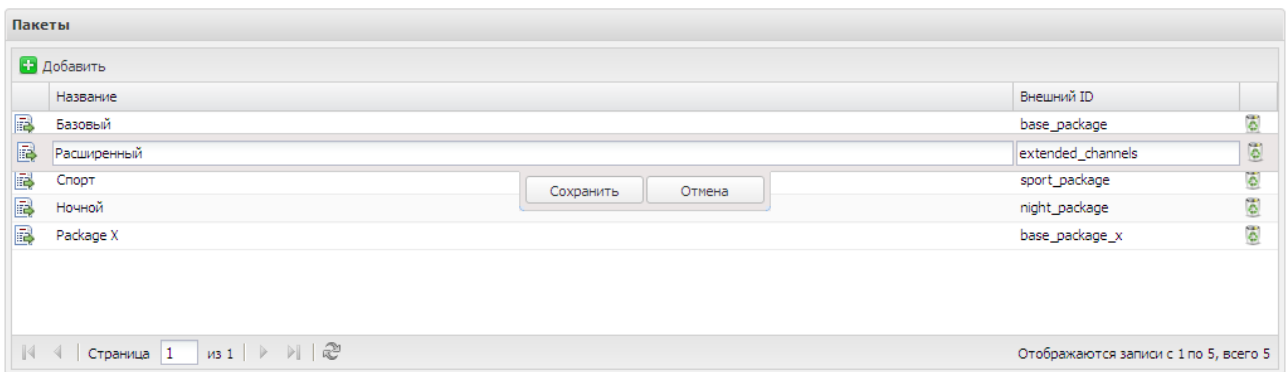 Пакеты
Добавить
Название Внешний ID
Базовый base_package
Расширенный extended_channels
Спорт sport_package
Сохранить Отмена
Ночной night_package
Package X base_package_x
Страница 1 из 1 Отображаются записи с 1 по 5, всего 5